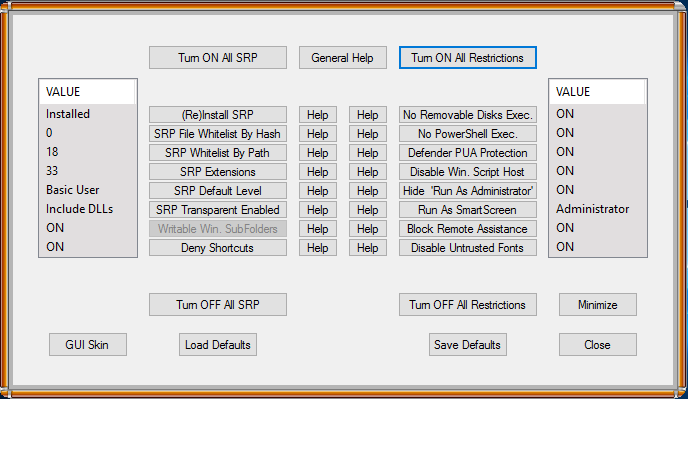 Turn ON All SRP General Help Turn ON All Restrictions
VALUE VALUE
Installed (Re)Install SRP Help Help No Removable Disks Exec. ON
0 SRP File Whitelist By Hash Help Help No PowerShell Exec. ON
18 SRP Whitelist By Path Help Help Defender PUA Protection ON
33 SRP Extensions Help Help Disable Win. Script Host ON
Basic User SRP Default Level Help Help Hide 'Run As Administrator' ON
Include DLLs SRP Transparent Enabled Help Help Run As SmartScreen Administrator
ON Writable Win. SubFolders Help Help Block Remote Assistance ON
ON Deny Shortcuts Help Help Disable Untrusted Fonts ON
Turn OFF All SRP Turn OFF All Restrictions Minimize
GUI Skin Load Defaults Save Defaults Close